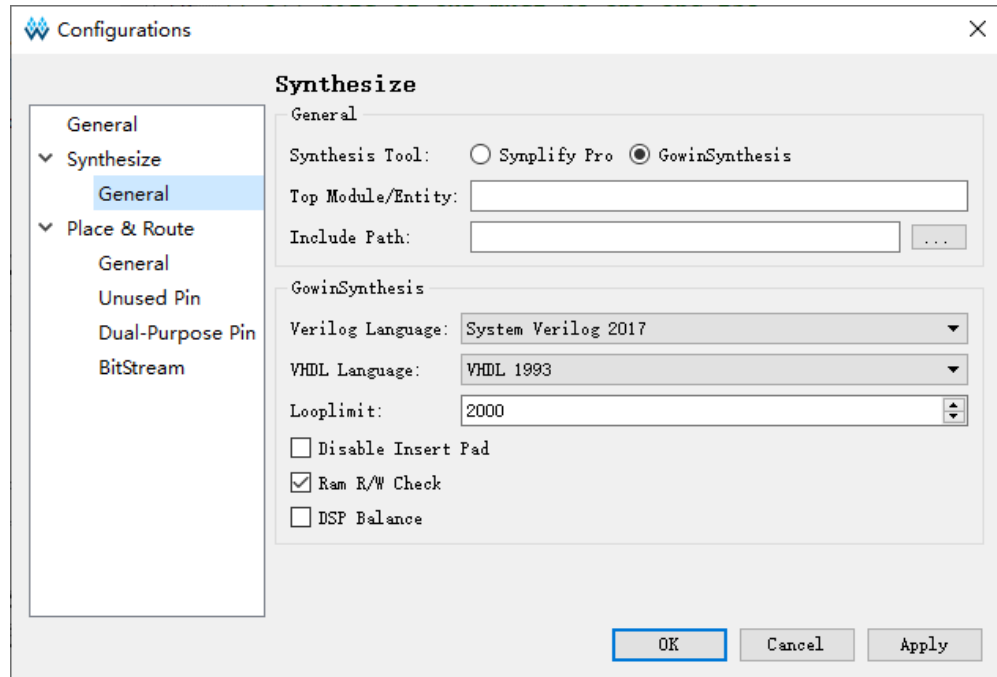 Configurations
General
Synthesize
General
Place & Route
General
Unused Pin
Dual-Purpose Pin
BitStream
Synthesize
General
Synthesis Tool: Synplify Pro GowinSynthesis
Top Module/Entity:
Include Path: ...
GowinSynthesis
Verilog Language: System Verilog 2017
VHDL Language: VHDL 1993
Looplimit: 2000
Disable Insert Pad
Ram R/W Check
DSP Balance
OK Cancel Apply